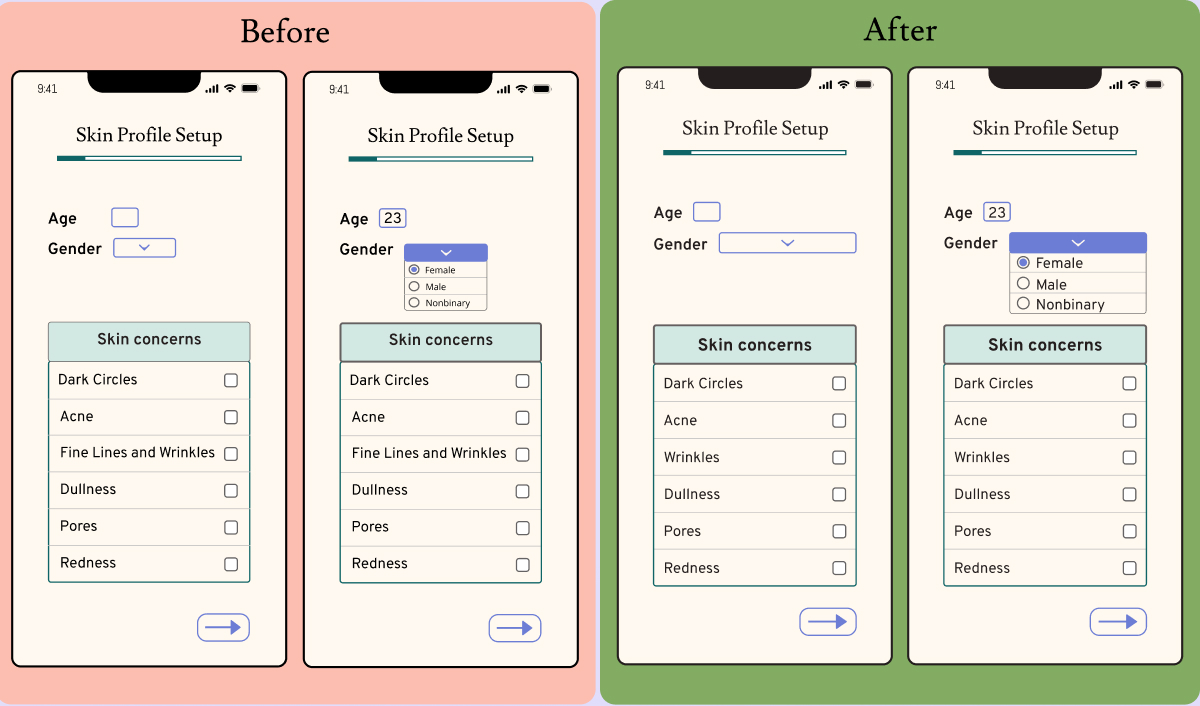 Before
9:41
Skin Profile Setup
Age
Gender
Skin concerns
Dark Circles
Acne
Fine Lines and Wrinkles
Dullness
Pores
Redness
9:41
Skin Profile Setup
Age 23
Gender
Female
Male
Nonbinary
Skin concerns
Dark Circles
Acne
Fine Lines and Wrinkles
Dullness
Pores
Redness
After
9:41
Skin Profile Setup
Age
Gender
Skin concerns
Dark Circles
Acne
Wrinkles
Dullness
Pores
Redness
9:41
Skin Profile Setup
Age 23
Gender
Female
Male
Nonbinary
Skin concerns
Dark Circles
Acne
Wrinkles
Dullness
Pores
Redness